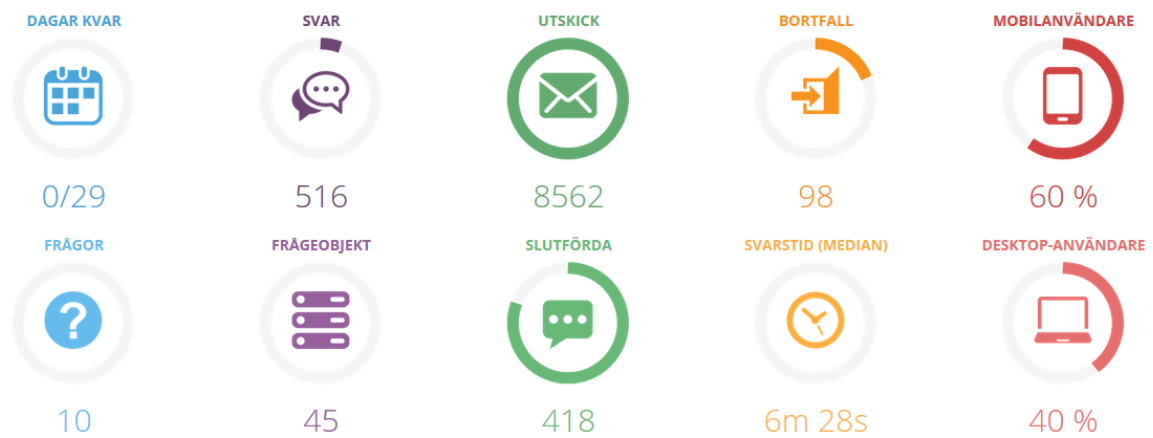 DAGAR KVAR SVAR UTSKICK BORTFALL MOBILANVÄNDARE
0/29 516 8562 98 60 %
FRÅGOR FRÅGEOBJEKT SLUTFÖRDA SVARSTID (MEDIAN) DESKTOP-ANVÄNDARE
?
10 45 418 6m 28s 40 %